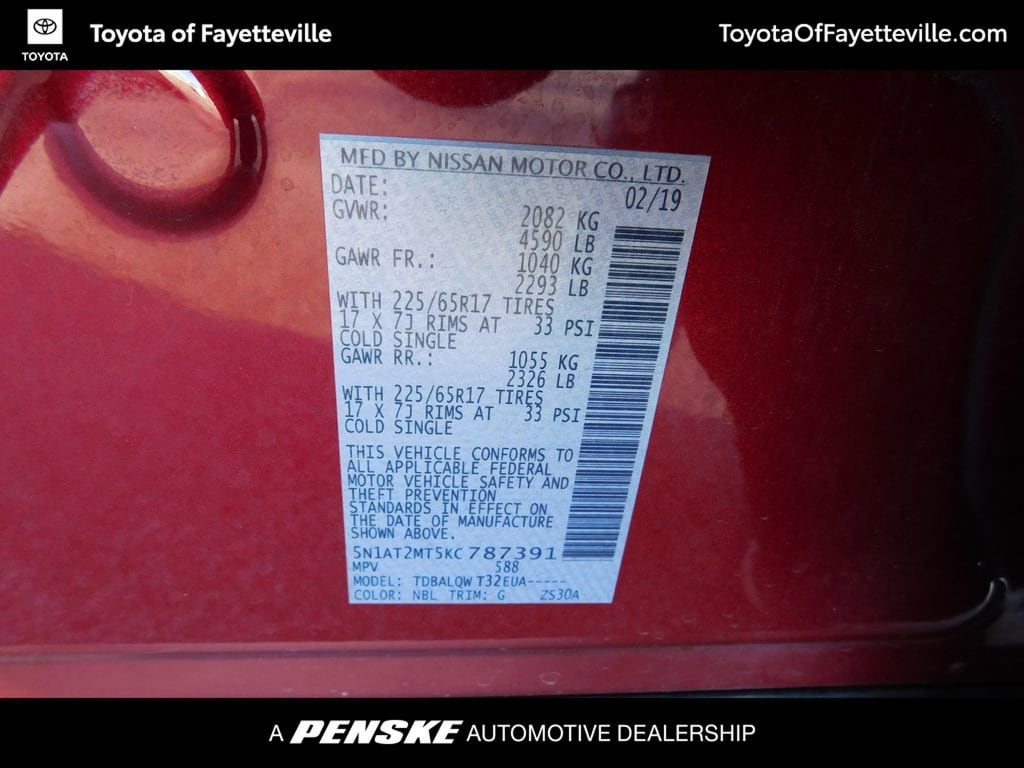 TOYOTA
Toyota of Fayetteville
ToyotaOfFayetteville.com
MFD BY NISSAN MOTOR CO., LTD.
DATE: 02/19
GVWR: 2082 KG
4590 LB
GAWR FR.: 1040 KG
2293 LB
WITH 225/65R17 TIRES
17 X 7J RIMS AT 33 PSI
COLD SINGLE
GAWR RR.: 1055 KG
2326 LB
WITH 225/65R17 TIRES
17 X 7J RIMS AT 33 PSI
COLD SINGLE
THIS VEHICLE CONFORMS TO
ALL APPLICABLE FEDERAL
MOTOR VEHICLE SAFETY AND
THEFT PREVENTION
STANDARDS IN EFFECT ON
THE DATE OF MANUFACTURE
SHOWN ABOVE.
5N1AT2MT5KC 787391
MPV 588
MODEL: TDBALQW T32EUA-----
COLOR: NBL TRIM: G ZS30A
A PENSKE AUTOMOTIVE DEALERSHIP